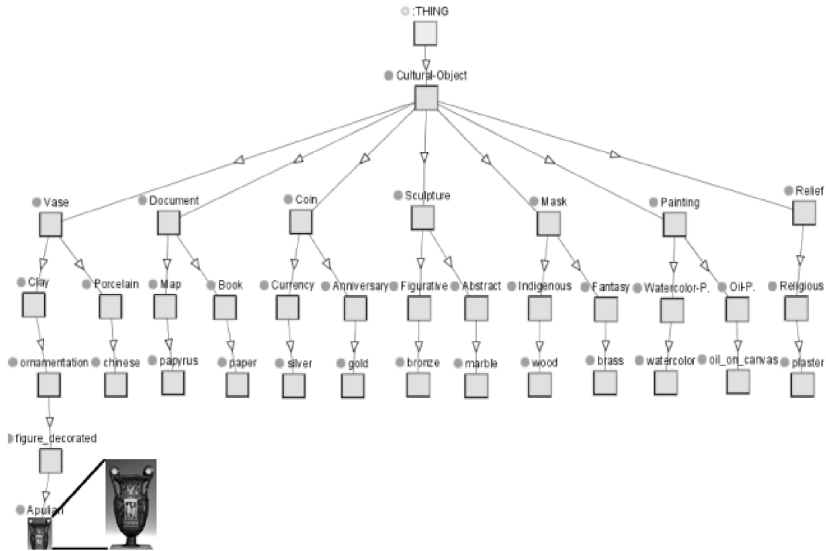 :THING
Cultural-Object
Vase
Document
Coin
Sculpture
Mask
Painting
Relief
Clay
Porcelain
Map
Book
Currency
Anniversary
Figurative
Abstract
Indigenous
Fantasy
Watercolor-P.
Oil-P.
Religious
ornamentation
chinese
papyrus
paper
silver
gold
bronze
marble
wood
brass
watercolor
oil_on_canvas
plaster
figure_decorated
Apulian